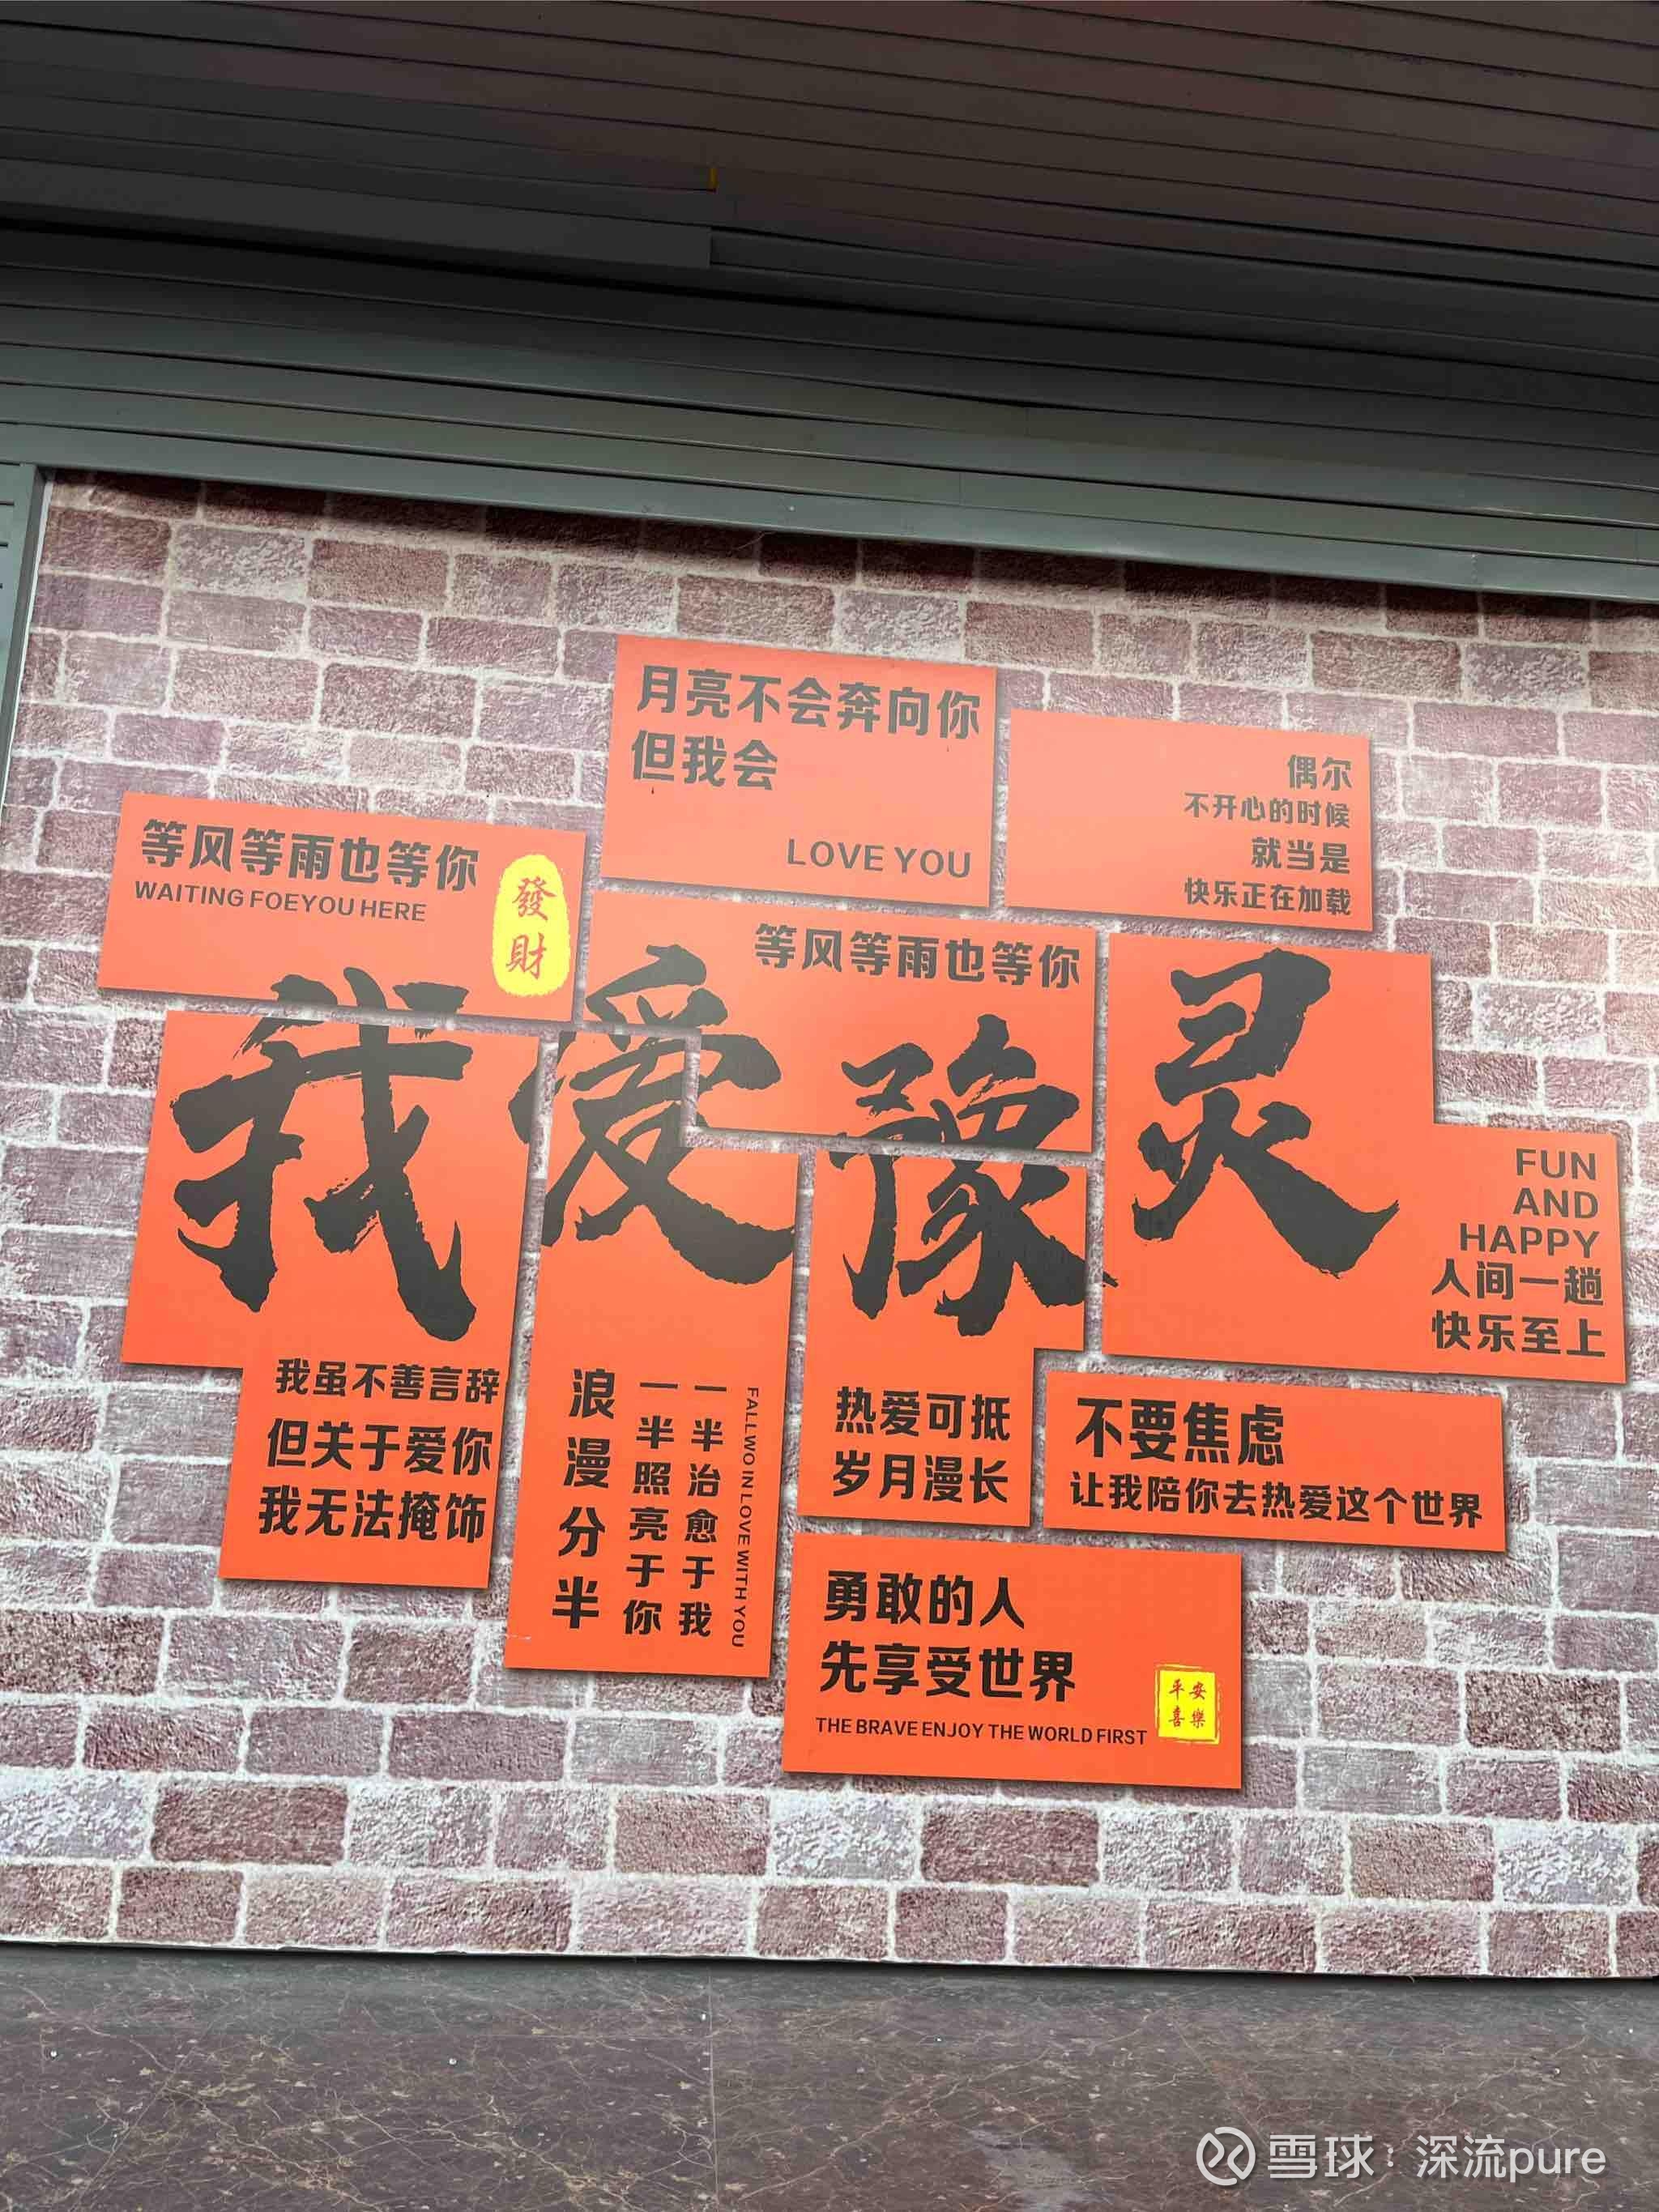 月亮不会奔向你
但我会
LOVE YOU
偶尔
不开心的时候
就当是
快乐正在加载
等风等雨也等你
WAITING FOEYOU HERE
發
财
等风等雨也等你
我爱豫灵
FUN
AND
HAPPY
人间一趟
快乐至上
我虽不善言辞
但关于爱你
我无法掩饰
浪漫分半
一半照亮于你
一半治愈于我
FALLWO IN LOVE WITH YOU
热爱可抵
岁月漫长
不要焦虑
让我陪你去热爱这个世界
勇敢的人
先享受世界
THE BRAVE ENJOY THE WORLD FIRST
平安
喜樂
雪球：深流pure